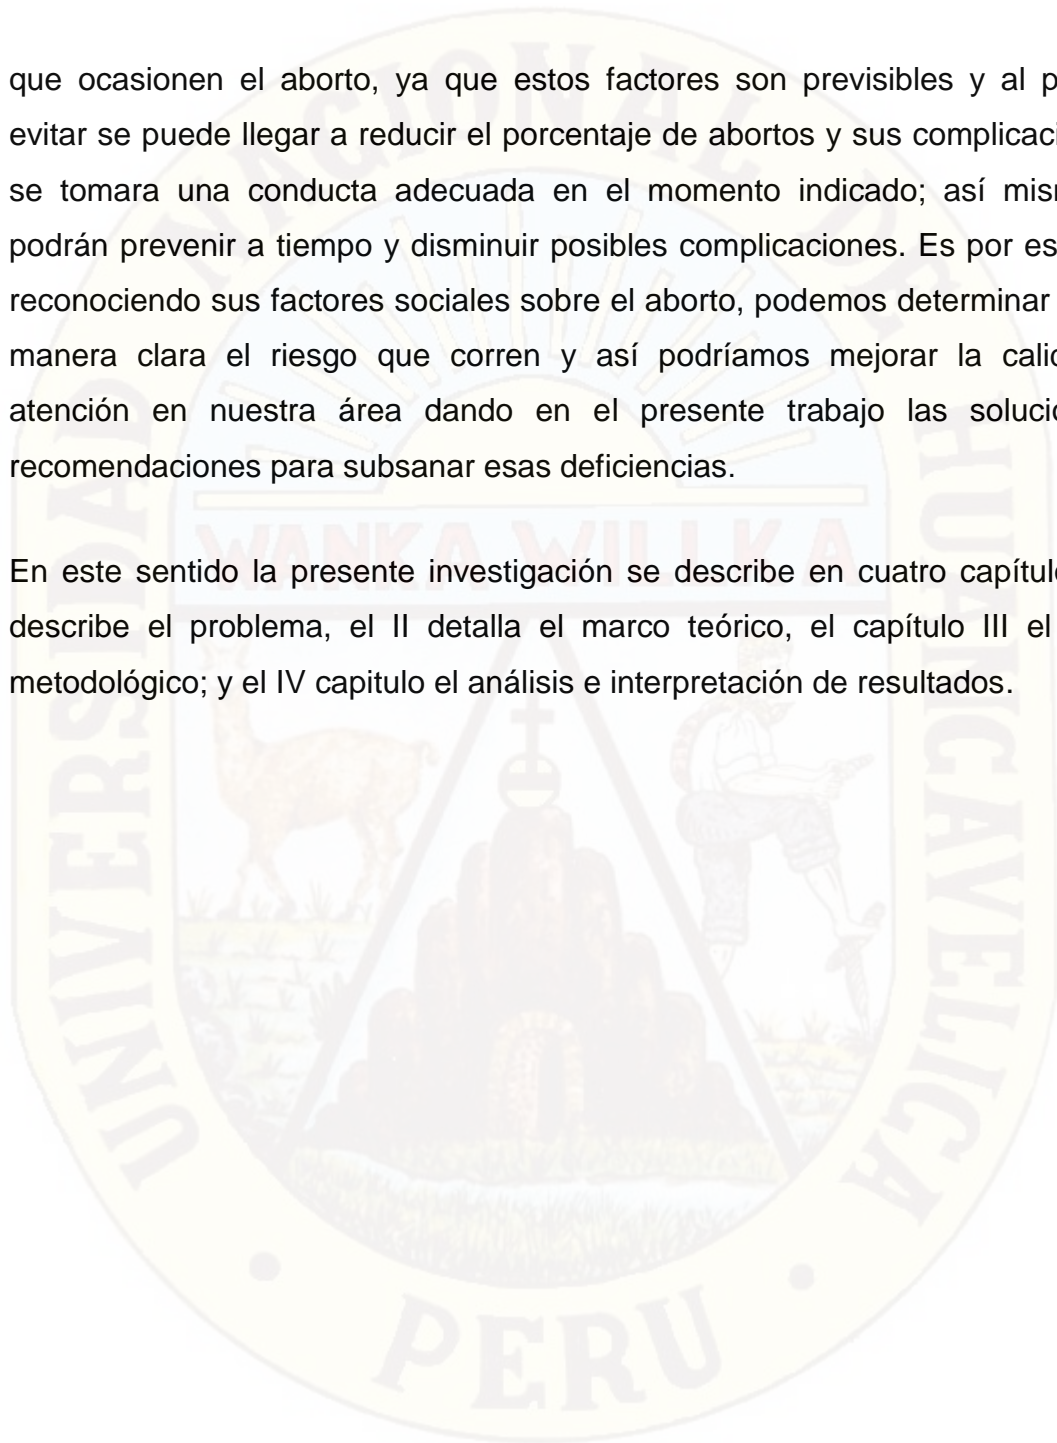 que ocasionen el aborto, ya que estos factores son previsibles y al p
evitar se puede llegar a reducir el porcentaje de abortos y sus complicaci
se tomara una conducta adecuada en el momento indicado; así mis
podrán prevenir a tiempo y disminuir posibles complicaciones. Es por es
reconociendo sus factores sociales sobre el aborto, podemos determinar
manera clara el riesgo que corren y así podríamos mejorar la calid
atención en nuestra área dando en el presente trabajo las soluci
recomendaciones para subsanar esas deficiencias.
En este sentido la presente investigación se describe en cuatro capítul
describe el problema, el II detalla el marco teórico, el capítulo III el
metodológico; y el IV capitulo el análisis e interpretación de resultados.
UNIVERSIDAD NACIONAL DE HUANCAVELICA
WANKA WILLKA
PERU